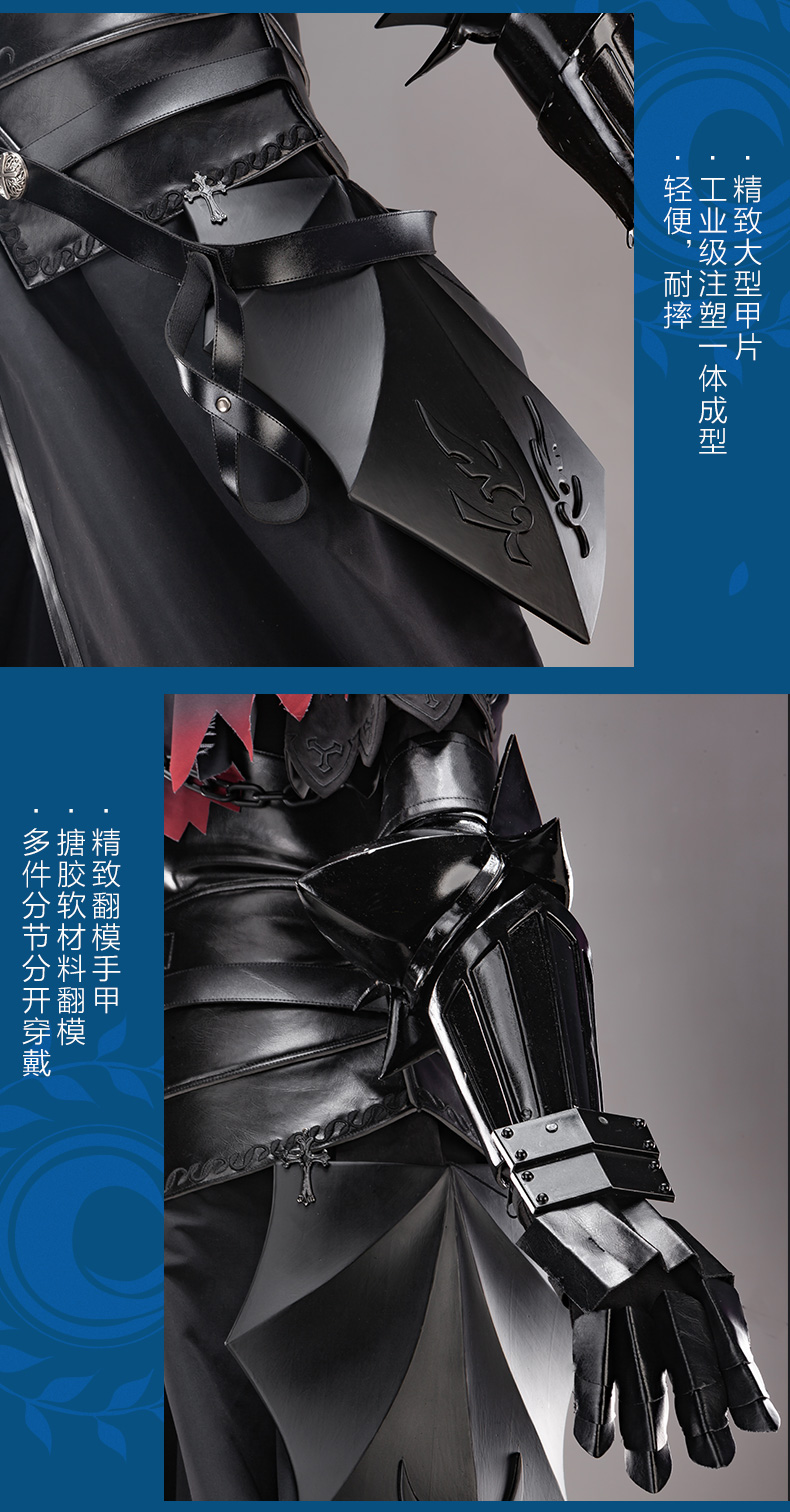 · 精致大型甲片
· 工业级注塑一体成型
· 轻便，耐摔
· 精致翻模手甲
· 搪胶软材料翻模
· 多件分节分开穿戴